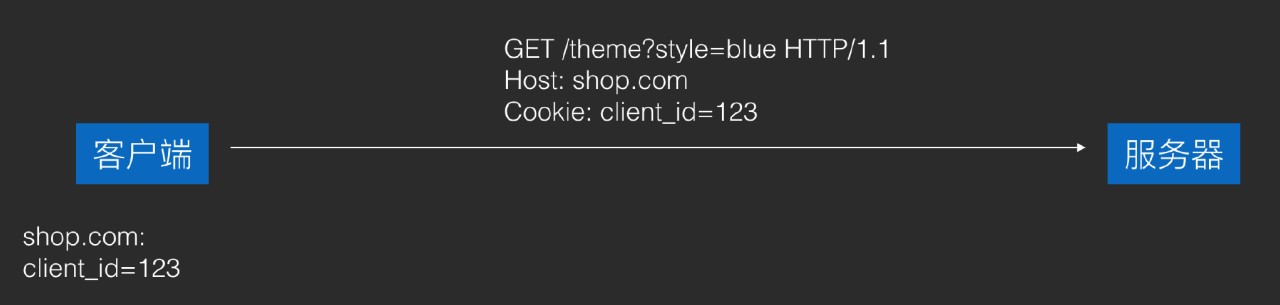 GET /theme?style=blue HTTP/1.1
Host: shop.com
Cookie: client_id=123
客户端
服务器
shop.com:
client_id=123